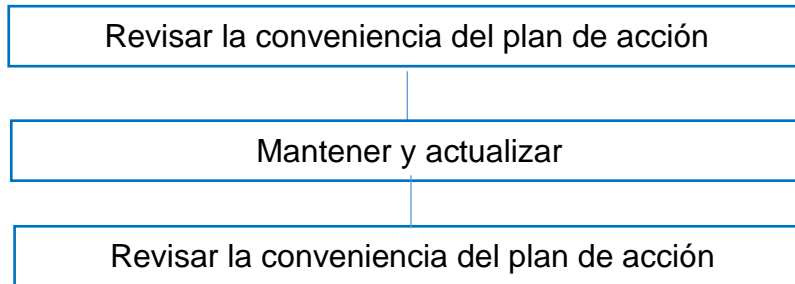 Revisar la conveniencia del plan de acción
Mantener y actualizar
Revisar la conveniencia del plan de acción